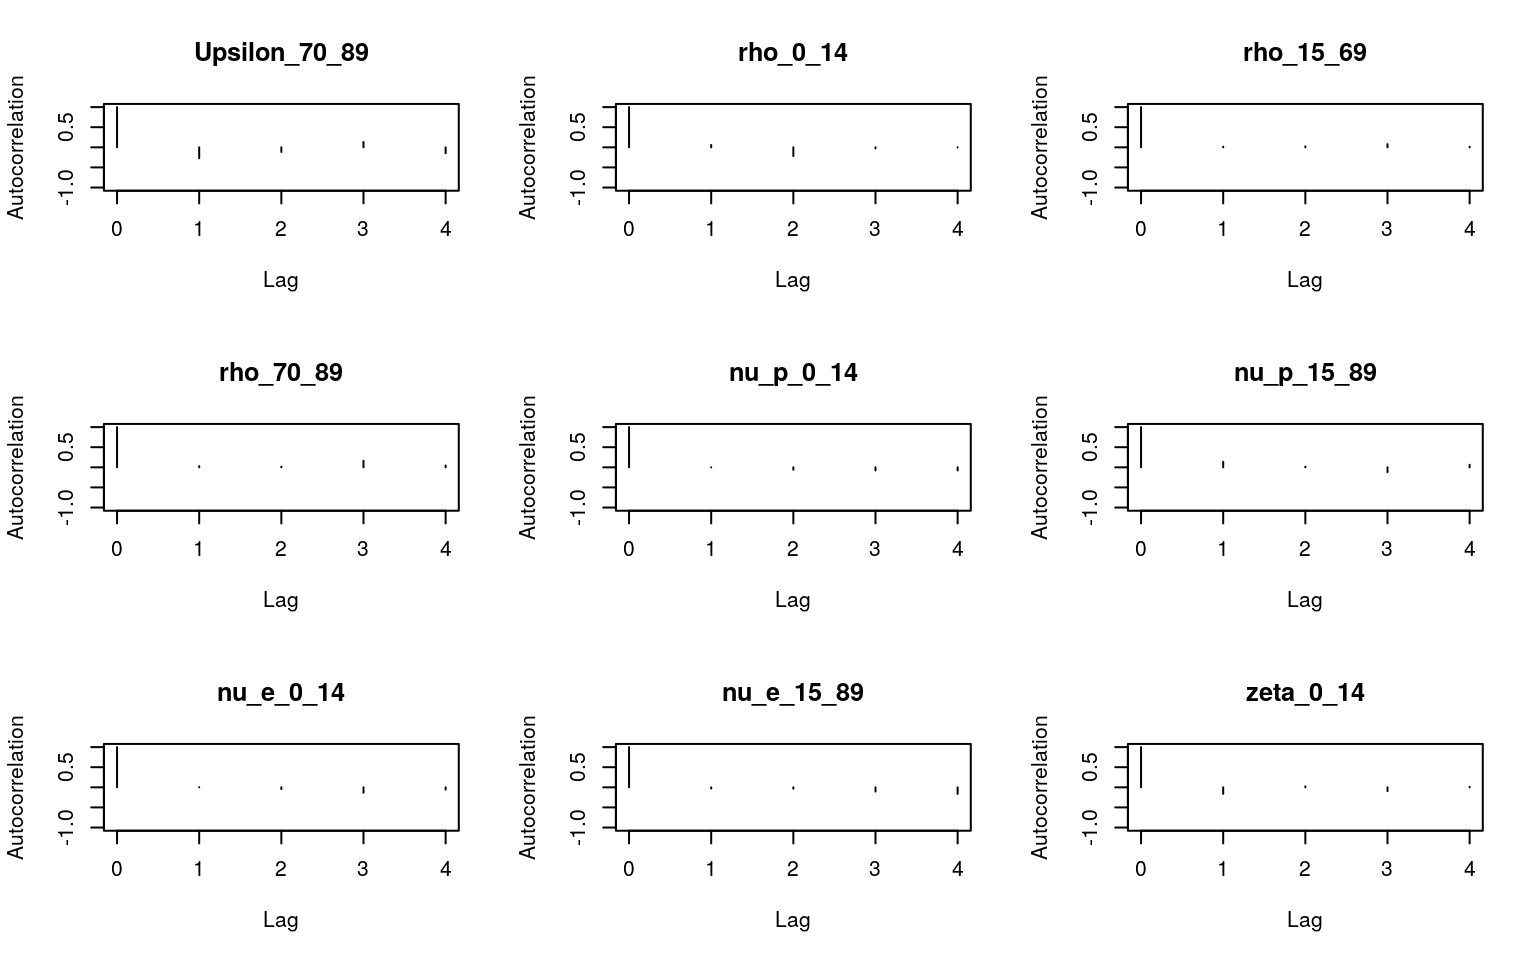 Upsilon_70_89
rho_0_14
rho_15_69
Autocorrelation
0.5
-1.0
0 1 2 3 4
Lag
Autocorrelation
0.5
-1.0
0 1 2 3 4
Lag
Autocorrelation
0.5
-1.0
0 1 2 3 4
Lag
rho_70_89
nu_p_0_14
nu_p_15_89
Autocorrelation
0.5
-1.0
0 1 2 3 4
Lag
Autocorrelation
0.5
-1.0
0 1 2 3 4
Lag
Autocorrelation
0.5
-1.0
0 1 2 3 4
Lag
nu_e_0_14
nu_e_15_89
zeta_0_14
Autocorrelation
0.5
-1.0
0 1 2 3 4
Lag
Autocorrelation
0.5
-1.0
0 1 2 3 4
Lag
Autocorrelation
0.5
-1.0
0 1 2 3 4
Lag